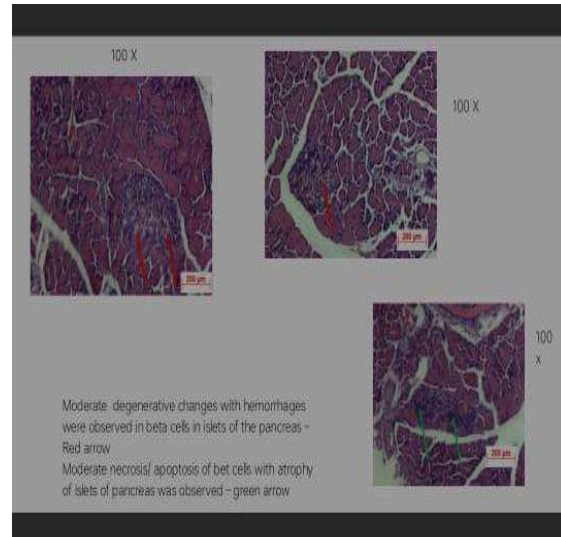 100 X
100 X
200 µm
200 µm
100
x
200 µm
Moderate degenerative changes with hemorrhages
were observed in beta cells in islets of the pancreas –
Red arrow
Moderate necrosis/ apoptosis of bet cells with atrophy
of islets of pancreas was observed – green arrow